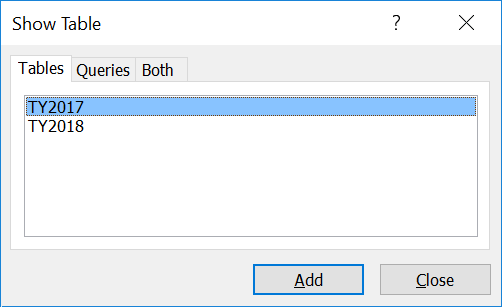 Show Table ?
Tables Queries Both
TY2017
TY2018
Add Close